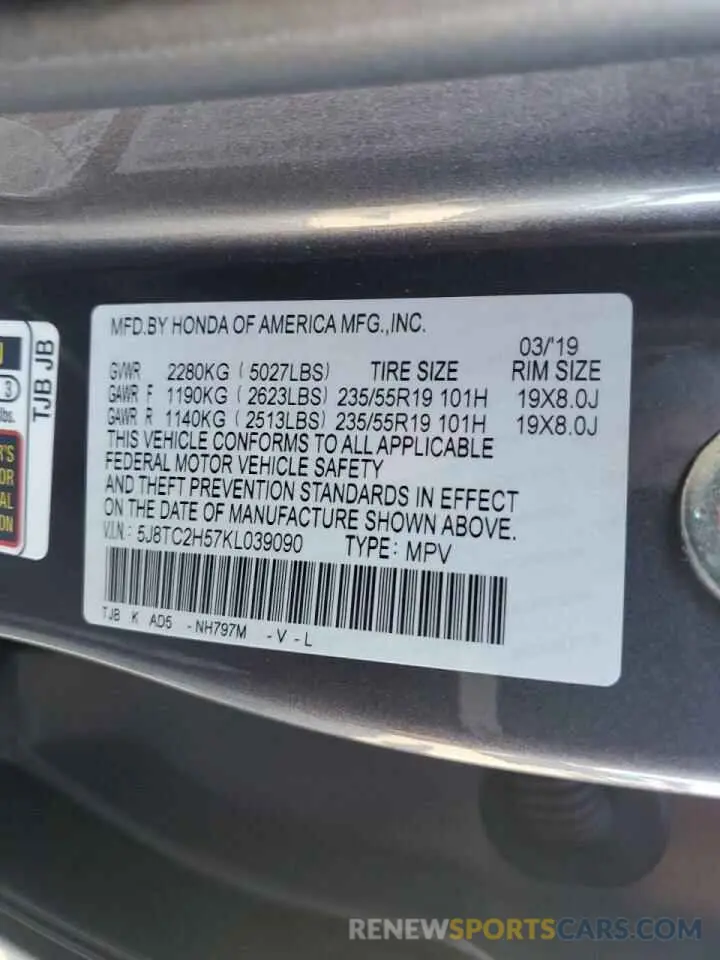 MFD.BY HONDA OF AMERICA MFG.,INC.
03/'19
GVWR 2280KG ( 5027LBS) TIRE SIZE RIM SIZE
GAWR F 1190KG ( 2623LBS) 235/55R19 101H 19X8.0J
GAWR R 1140KG ( 2513LBS) 235/55R19 101H 19X8.0J
THIS VEHICLE CONFORMS TO ALL APPLICABLE
FEDERAL MOTOR VEHICLE SAFETY
AND THEFT PREVENTION STANDARDS IN EFFECT
ON THE DATE OF MANUFACTURE SHOWN ABOVE.
V.I.N.: 5J8TC2H57KL039090 TYPE: MPV
TJB K AD5 -NH797M -V-L
TJB JB
3
lbs.
RENEWSPORTSCARS.COM